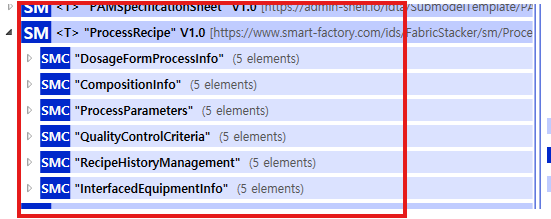 SM <T> "PAMSpecificationSheet" V1.0 [https://admin-shell.io/idta/SubmodelTemplate/PA
SM <T> "ProcessRecipe" V1.0 [https://www.smart-factory.com/ids/FabricStacker/sm/Proce
SMC "DosageFormProcessInfo" (5 elements)
SMC "CompositionInfo" (5 elements)
SMC "ProcessParameters" (5 elements)
SMC "QualityControlCriteria" (5 elements)
SMC "RecipeHistoryManagement" (5 elements)
SMC "InterfacedEquipmentInfo" (5 elements)